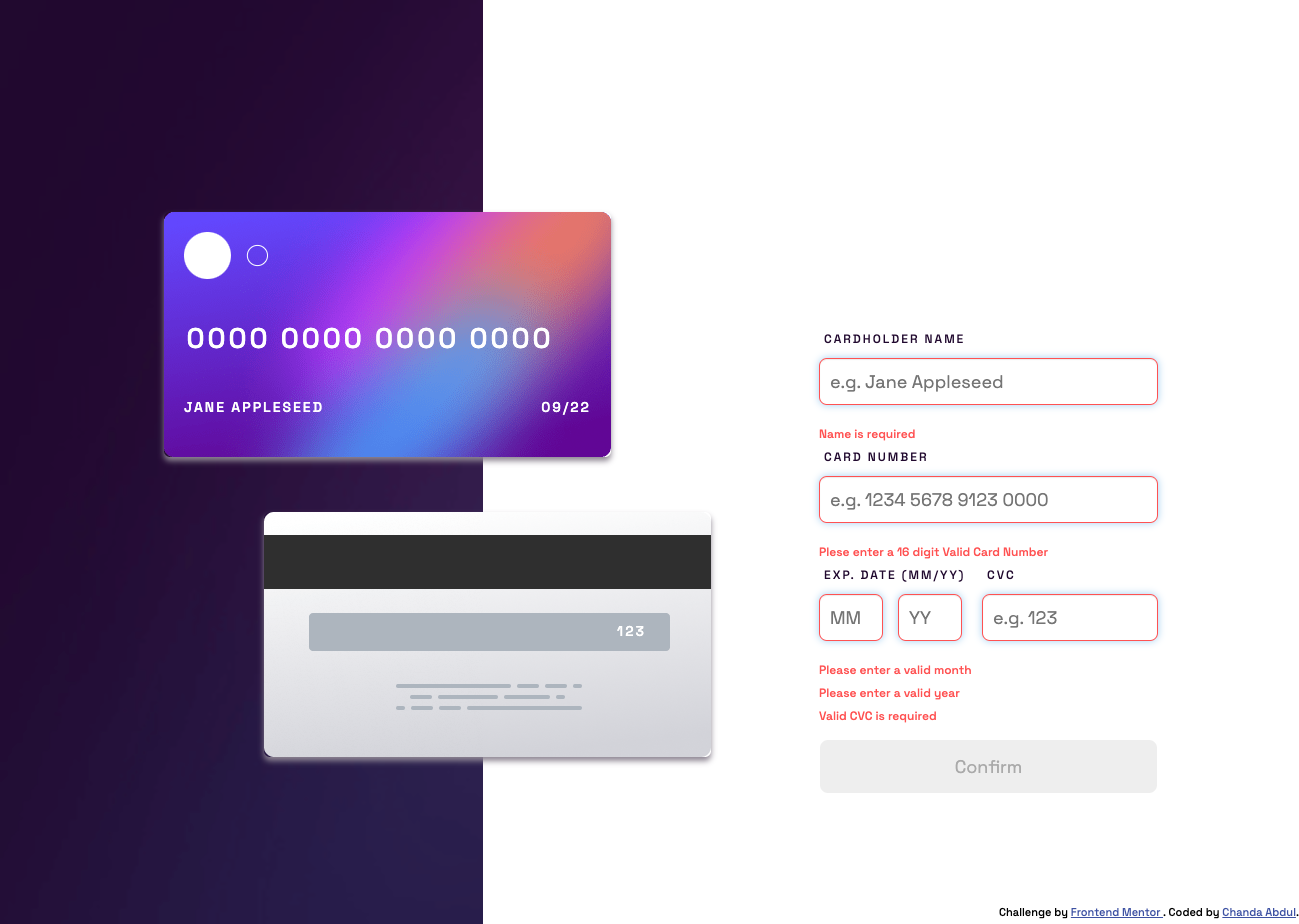 0000 0000 0000 0000
JANE APPLESEED 09/22
123
CARDHOLDER NAME
e.g. Jane Appleseed
Name is required
CARD NUMBER
e.g. 1234 5678 9123 0000
Plese enter a 16 digit Valid Card Number
EXP. DATE (MM/YY) CVC
MM YY e.g. 123
Please enter a valid month
Please enter a valid year
Valid CVC is required
Confirm
Challenge by Frontend Mentor . Coded by Chanda Abdul.